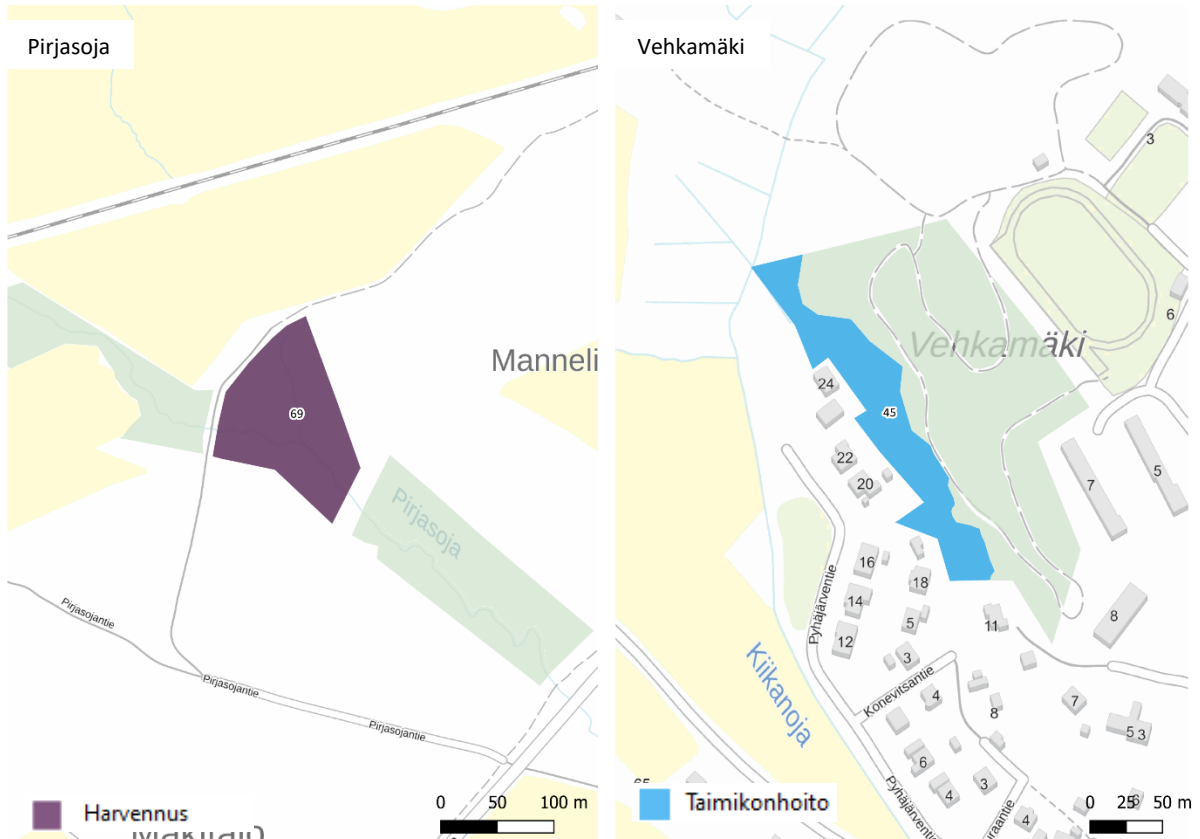 Pirjasoja
69
Manneli
Pirjasoja
Pirjasojantie
Pirjasojantie
Pirjasojantie
Harvennus
0 50 100 m
Vehkamäki
3
6
Vehkamäki
24
45
22
20
7
5
16
18
14
5
12
11
8
3
Pyhäjärventie
Kiikanoja
Konevitsantie
4
8
7
5 3
6
4
3
4
Pyhäjärventie
Taimikonhoito
0 25 50 m